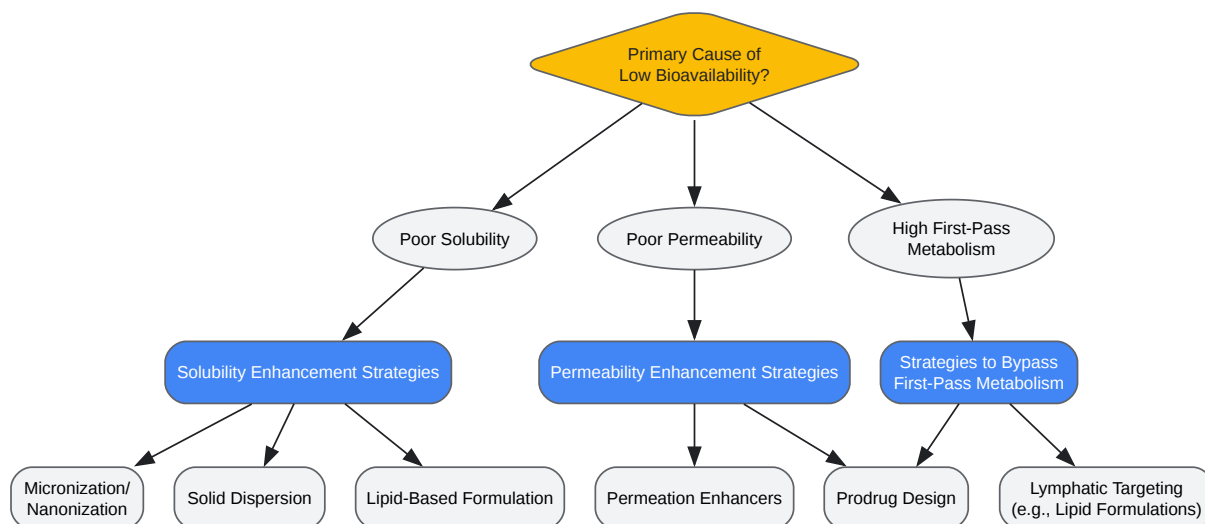 Primary Cause of
Low Bioavailability?
Poor Solubility
Poor Permeability
High First-Pass
Metabolism
Solubility Enhancement Strategies
Permeability Enhancement Strategies
Strategies to Bypass
First-Pass Metabolism
Micronization/
Nanonization
Solid Dispersion
Lipid-Based Formulation
Permeation Enhancers
Prodrug Design
Lymphatic Targeting
(e.g., Lipid Formulations)